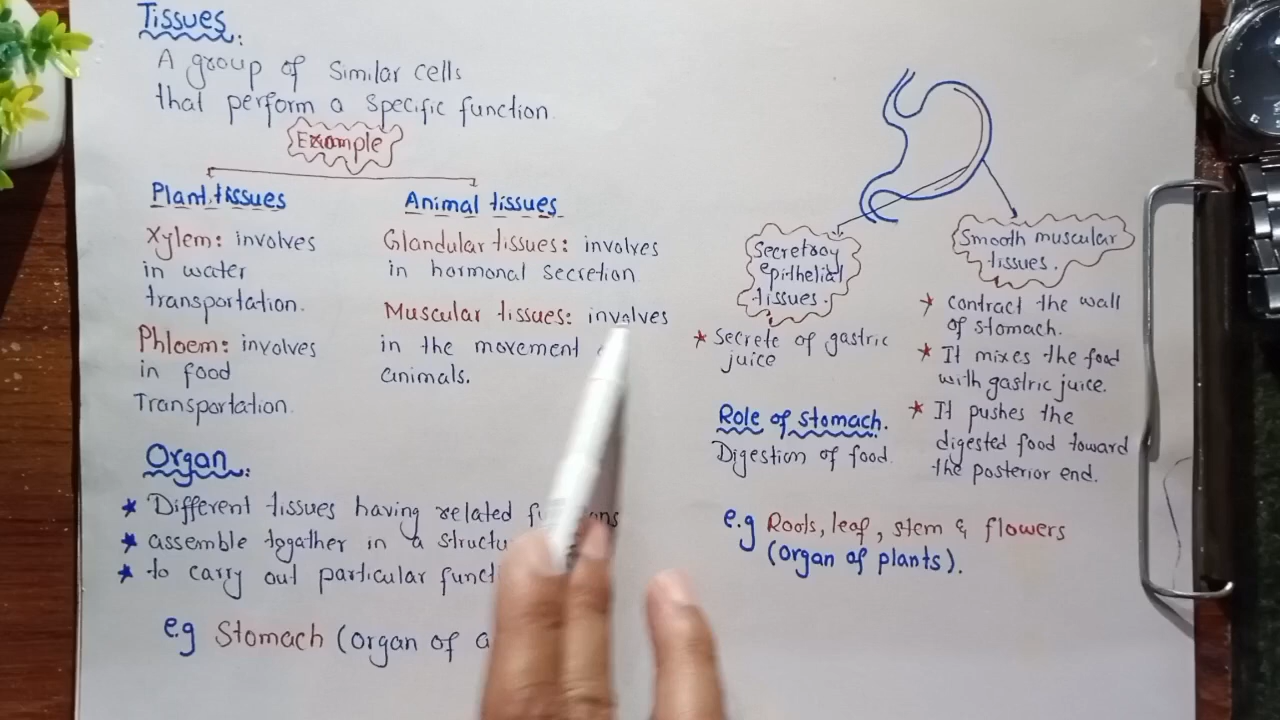 Tissues:
A group of similar cells
that perform a specific function.
Example
Plant tissues
Xylem: involves
in water
transportation.
Phloem: involves
in food
Transportation.
Animal tissues
Glandular tissues: involves
in hormonal secretion
Muscular tissues: involves
in the movement
animals.
Organ:
* Different tissues having related
* assemble together in a
* to carry out particular
e.g Stomach (organ of
Secretory
epithelial
tissues.
* Secrete of gastric
juice
Role of stomach.
Digestion of food.
Smooth muscular
tissues.
* contract the wall
of stomach.
* It mixes the food
with gastric juice.
* It pushes the
digested food toward
the posterior end.
e.g Roots, leaf, stem & flowers
(organ of plants).